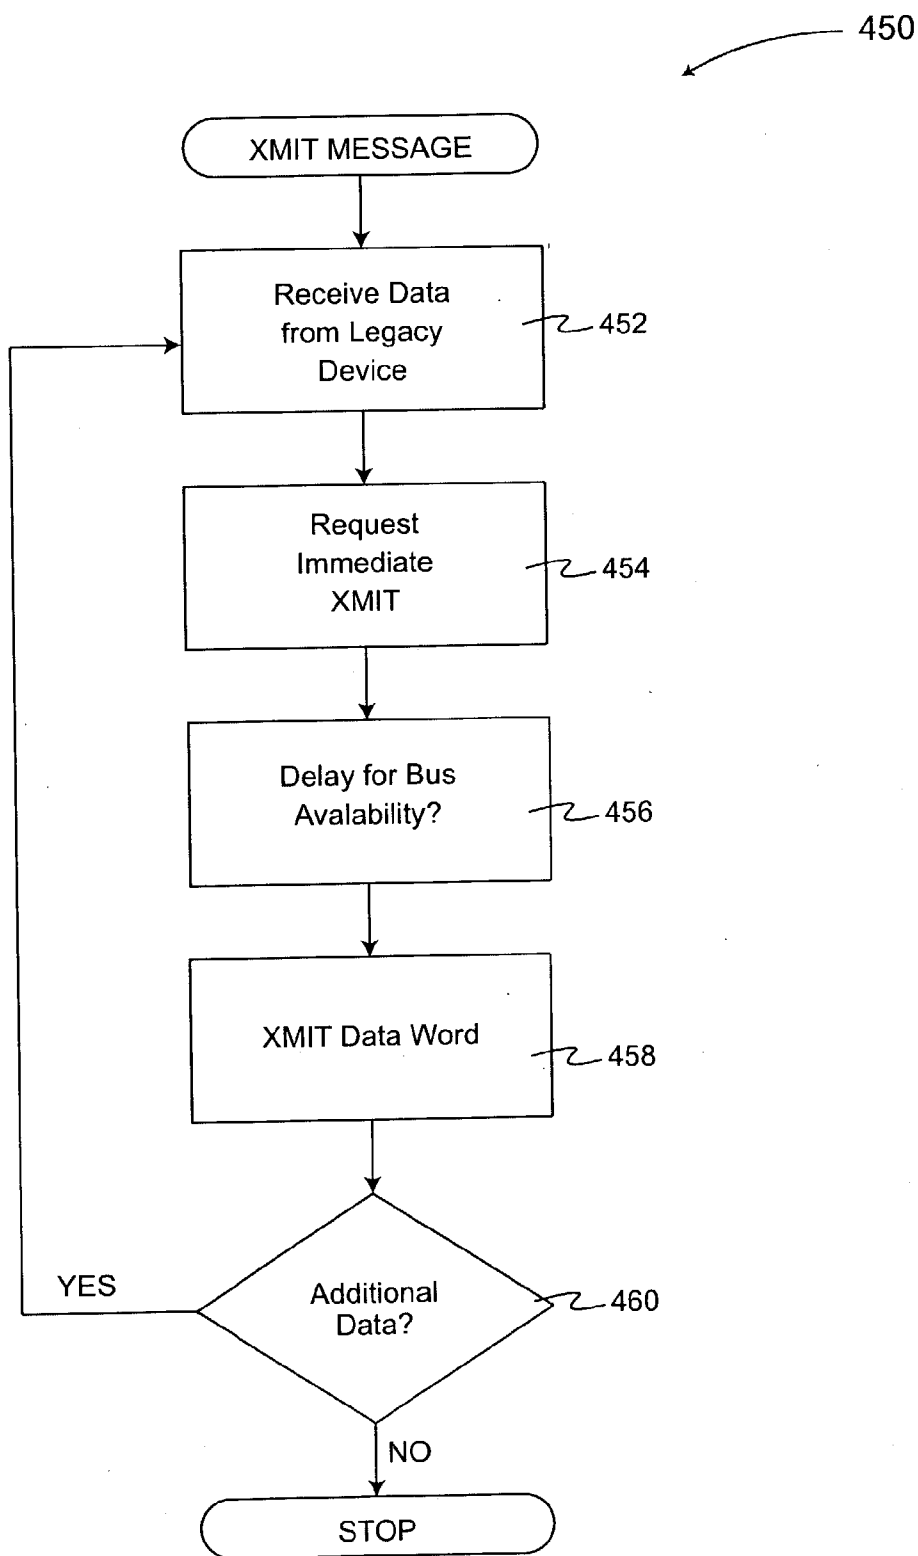 450
XMIT MESSAGE
Receive Data
from Legacy
Device
452
Request
Immediate
XMIT
454
Delay for Bus
Avalability?
456
XMIT Data Word
458
YES
Additional
Data?
460
NO
STOP